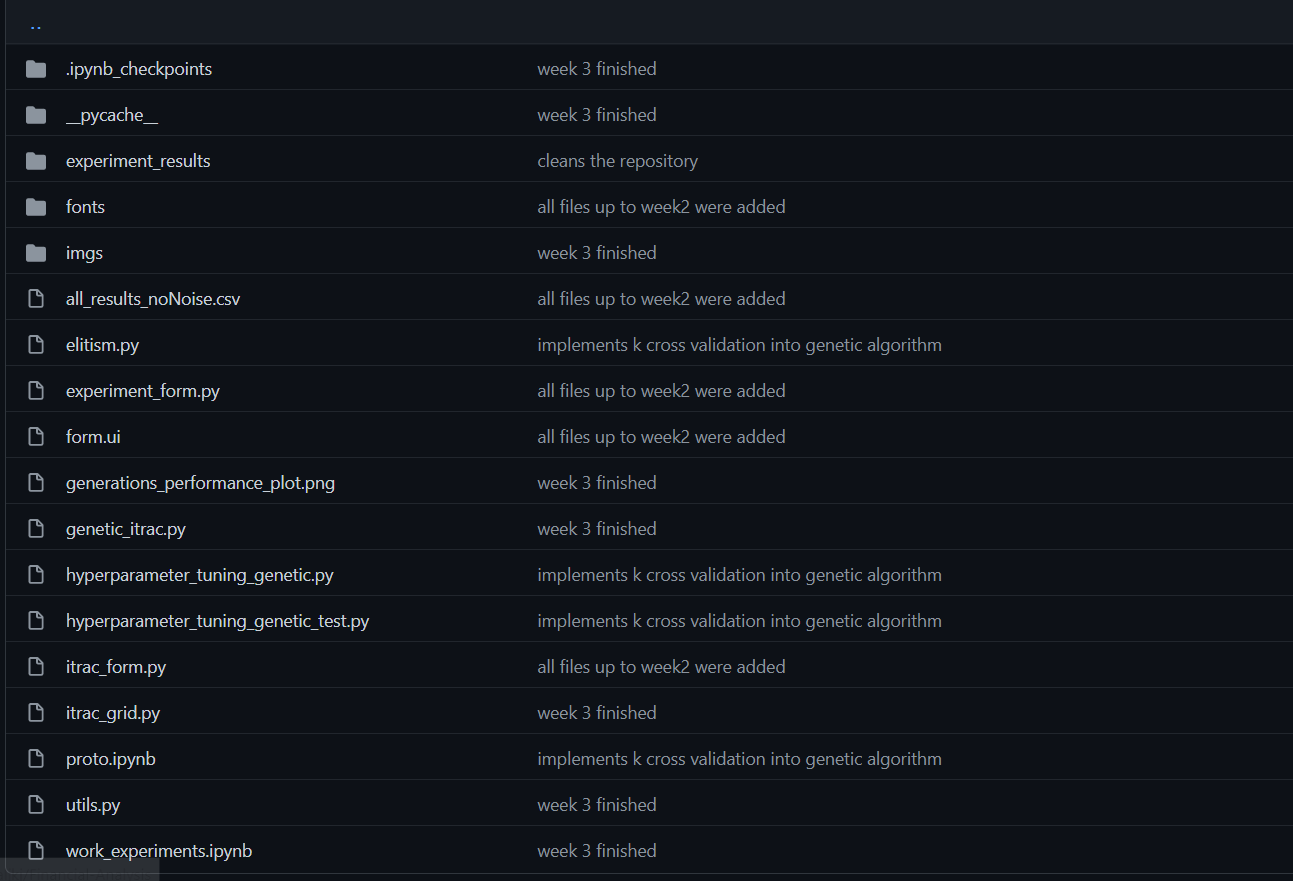 ..
.ipynb_checkpoints week 3 finished
__pycache__ week 3 finished
experiment_results cleans the repository
fonts all files up to week2 were added
imgs week 3 finished
all_results_noNoise.csv all files up to week2 were added
elitism.py implements k cross validation into genetic algorithm
experiment_form.py all files up to week2 were added
form.ui all files up to week2 were added
generations_performance_plot.png week 3 finished
genetic_itrac.py week 3 finished
hyperparameter_tuning_genetic.py implements k cross validation into genetic algorithm
hyperparameter_tuning_genetic_test.py implements k cross validation into genetic algorithm
itrac_form.py all files up to week2 were added
itrac_grid.py week 3 finished
proto.ipynb implements k cross validation into genetic algorithm
utils.py week 3 finished
work_experiments.ipynb week 3 finished